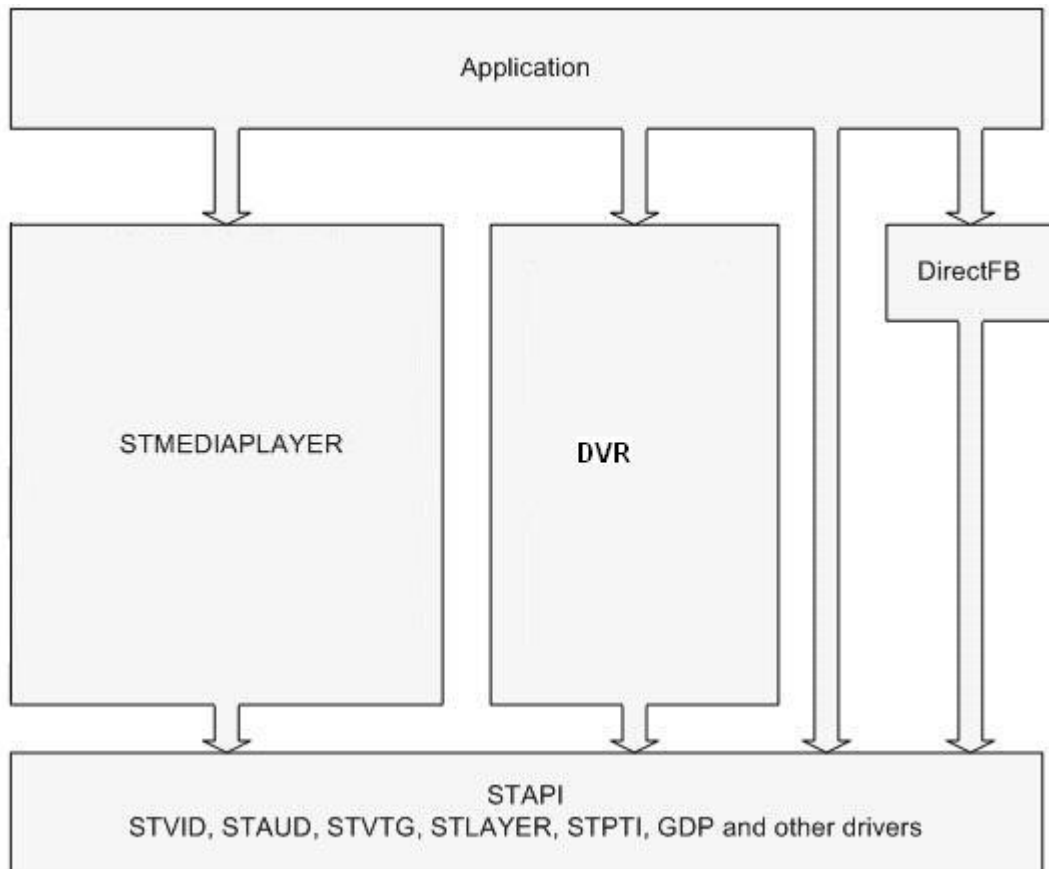 Application
DirectFB
STMEDIAPLAYER
DVR
STAPI
STVID, STAUD, STVTG, STLAYER, STPTI, GDP and other drivers